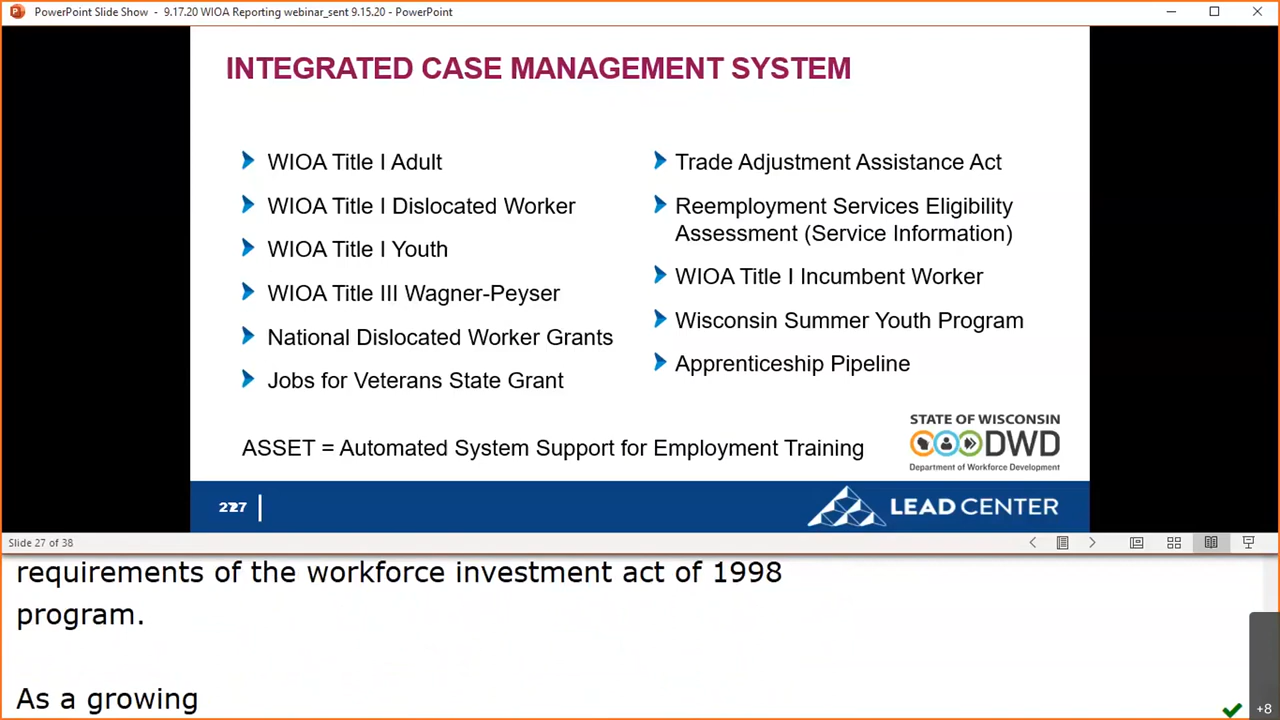 PowerPoint Slide Show - 9.17.20 WIOA Reporting webinar_sent 9.15.20 - PowerPoint
INTEGRATED CASE MANAGEMENT SYSTEM
WIOA Title I Adult
WIOA Title I Dislocated Worker
WIOA Title I Youth
WIOA Title III Wagner-Peyser
National Dislocated Worker Grants
Jobs for Veterans State Grant
Trade Adjustment Assistance Act
Reemployment Services Eligibility
Assessment (Service Information)
WIOA Title I Incumbent Worker
Wisconsin Summer Youth Program
Apprenticeship Pipeline
ASSET = Automated System Support for Employment Training
STATE OF WISCONSIN
DWD
Department of Workforce Development
LEAD CENTER
Slide 27 of 38
requirements of the workforce investment act of 1998
program.
As a growing
+8